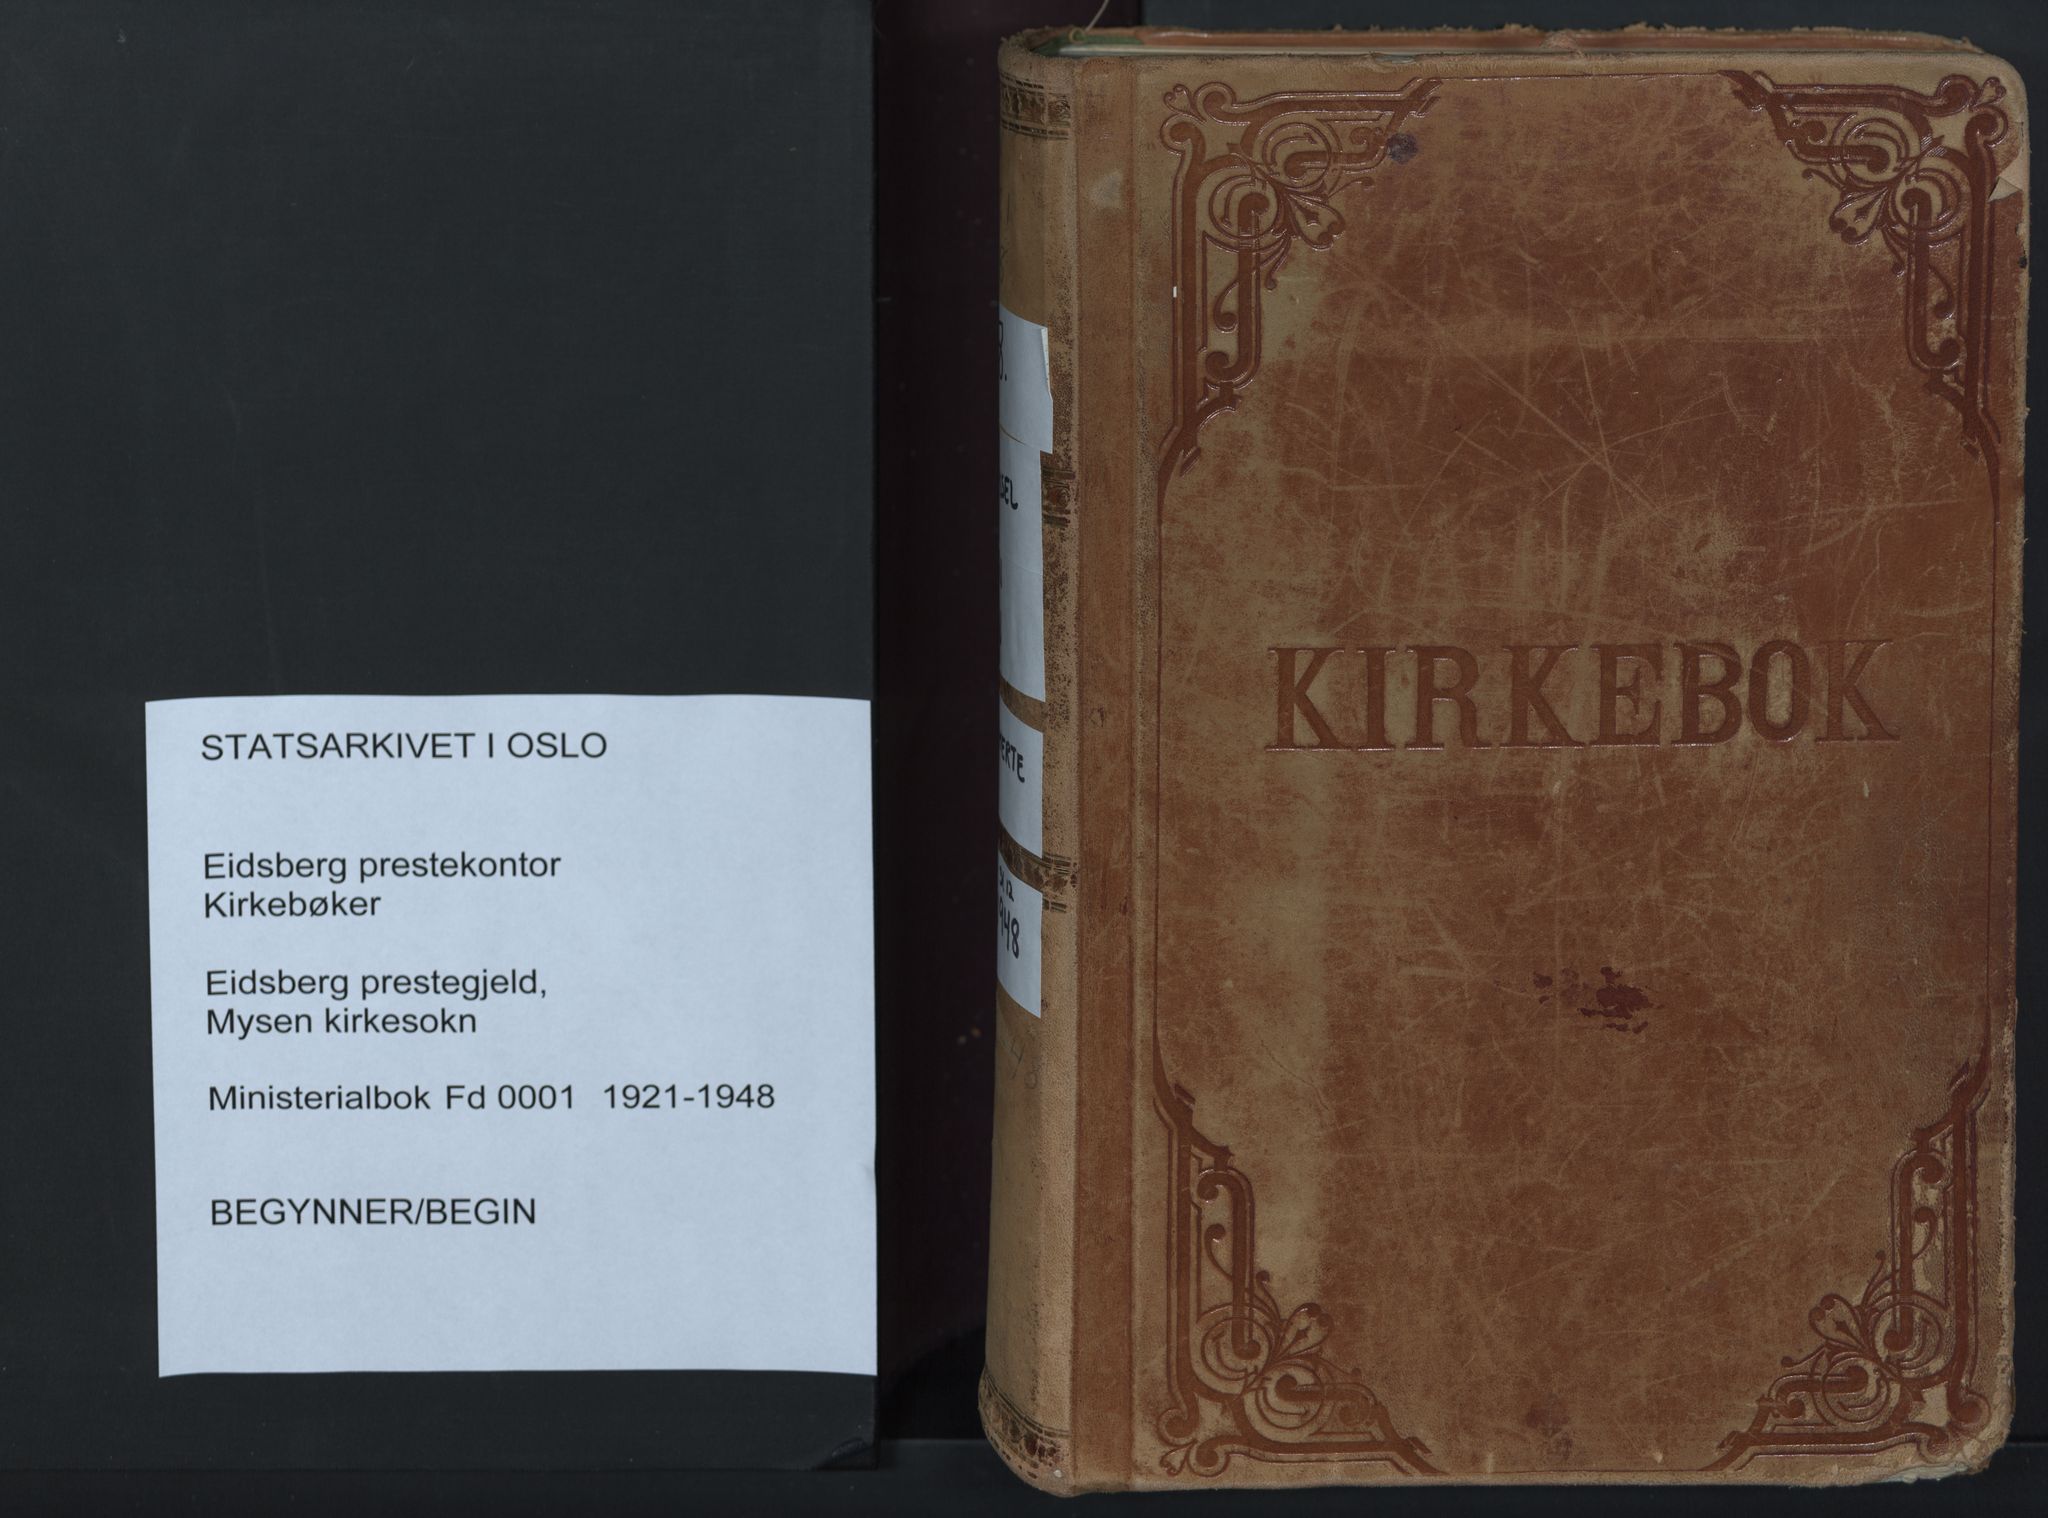 STATSARKIVET I OSLO
Eidsberg prestekontor
Kirkebøker
Eidsberg prestegjeld,
Mysen kirkesokn
Ministerialbok Fd 0001 1921-1948
BEGYNNER/BEGIN
KIRKEBOK